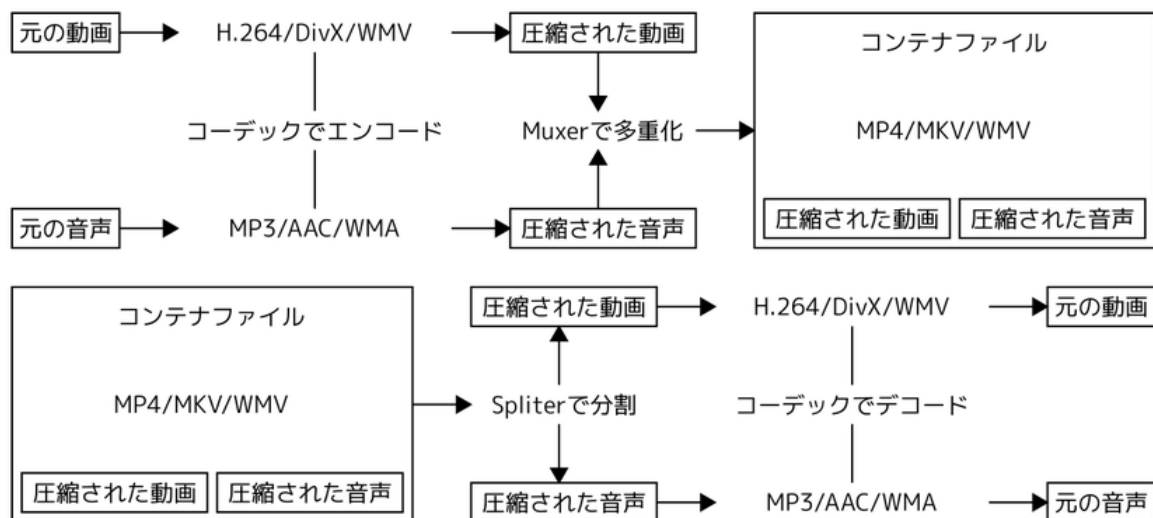 元の動画
H.264/DivX/WMV
圧縮された動画
コーデックでエンコード
Muxerで多重化
元の音声
MP3/AAC/WMA
圧縮された音声
コンテナファイル
MP4/MKV/WMV
圧縮された動画
圧縮された音声
コンテナファイル
MP4/MKV/WMV
圧縮された動画
圧縮された音声
圧縮された動画
H.264/DivX/WMV
元の動画
Spliterで分割
コーデックでデコード
圧縮された音声
MP3/AAC/WMA
元の音声